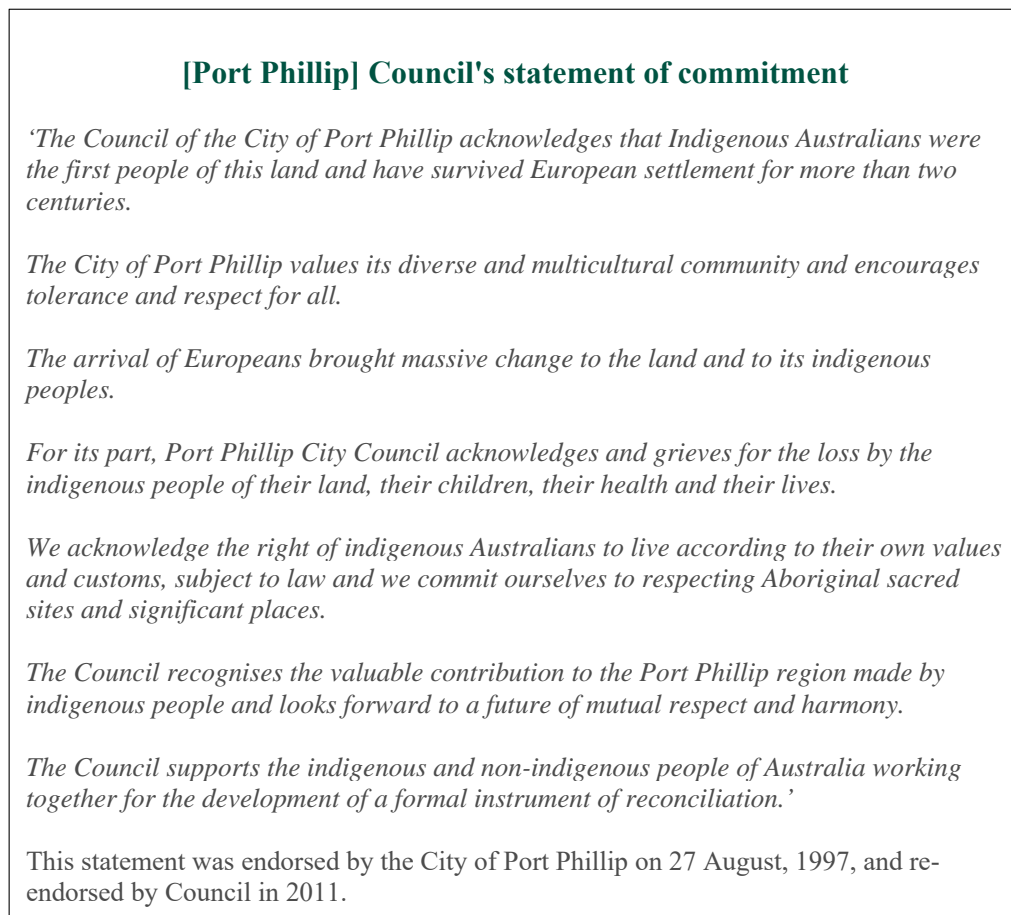 [Port Phillip] Council's statement of commitment
‘The Council of the City of Port Phillip acknowledges that Indigenous Australians were
the first people of this land and have survived European settlement for more than two
centuries.
The City of Port Phillip values its diverse and multicultural community and encourages
tolerance and respect for all.
The arrival of Europeans brought massive change to the land and to its indigenous
peoples.
For its part, Port Phillip City Council acknowledges and grieves for the loss by the
indigenous people of their land, their children, their health and their lives.
We acknowledge the right of indigenous Australians to live according to their own values
and customs, subject to law and we commit ourselves to respecting Aboriginal sacred
sites and significant places.
The Council recognises the valuable contribution to the Port Phillip region made by
indigenous people and looks forward to a future of mutual respect and harmony.
The Council supports the indigenous and non-indigenous people of Australia working
together for the development of a formal instrument of reconciliation.’
This statement was endorsed by the City of Port Phillip on 27 August, 1997, and re-
endorsed by Council in 2011.